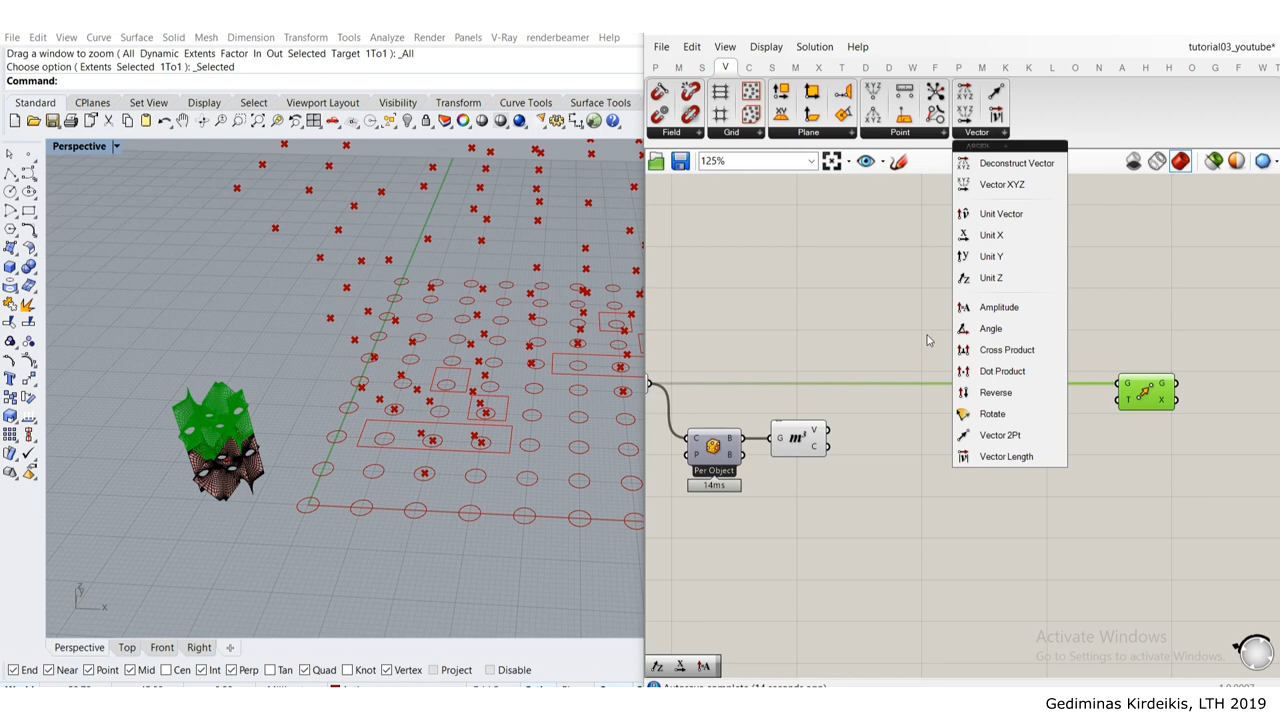 File Edit View Curve Surface Solid Mesh Dimension Transform Tools Analyze Render Panels V-Ray renderbeamer Help
Drag a window to zoom ( All Dynamic Extents Factor In Out Selected Target 1To1 ): _All
Choose option ( Extents Selected 1To1 ): _Selected
Command:
Standard CPlanes Set View Display Select Viewport Layout Visibility Transform Curve Tools Surface Tools
Perspective
z
x
Perspective Top Front Right
End Near Point Mid Cen Int Perp Tan Quad Knot Vertex Project Disable
File Edit View Display Solution Help
tutorial03_youtube*
P M S V C S M X T D D W F P M K K L O N A H R O G F W T
Field Grid Plane Point Vector
125%
Deconstruct Vector
Vector XYZ
Unit Vector
Unit X
Unit Y
Unit Z
Amplitude
Angle
Cross Product
Dot Product
Reverse
Rotate
Vector 2Pt
Vector Length
G G
T X
C B
P B
Per Object
14ms
G m³ V
C
Activate Windows
Go to Settings to activate Windows.
Gediminas Kirdeikis, LTH 2019